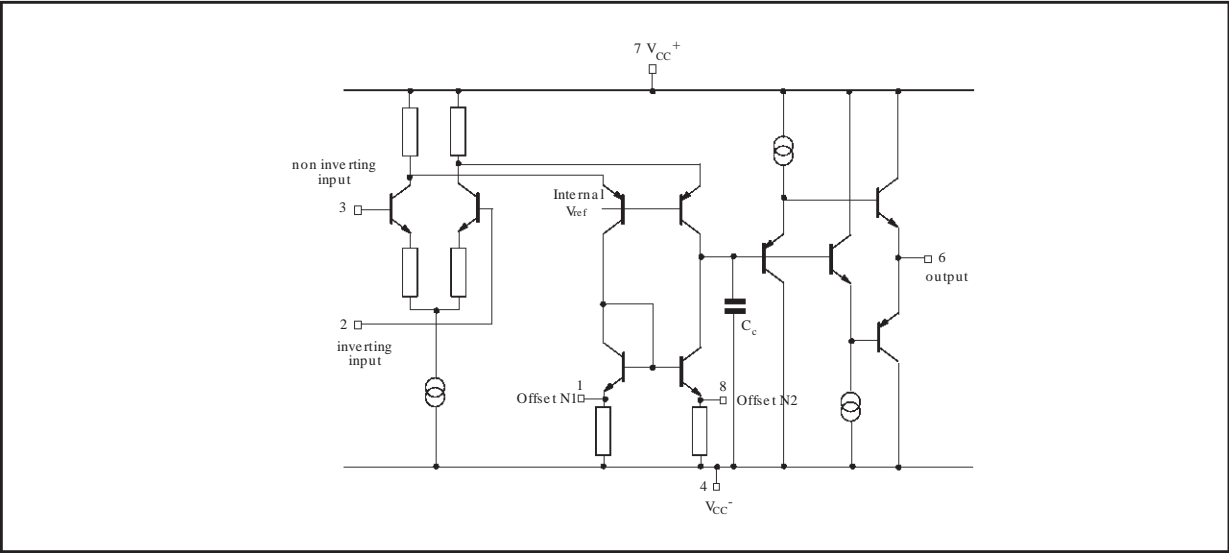 7 VCC+
non inverting
input
3
Internal
Vref
6
output
2
inverting
input
Cc
1
Offset N1
8
Offset N2
4
VCC-